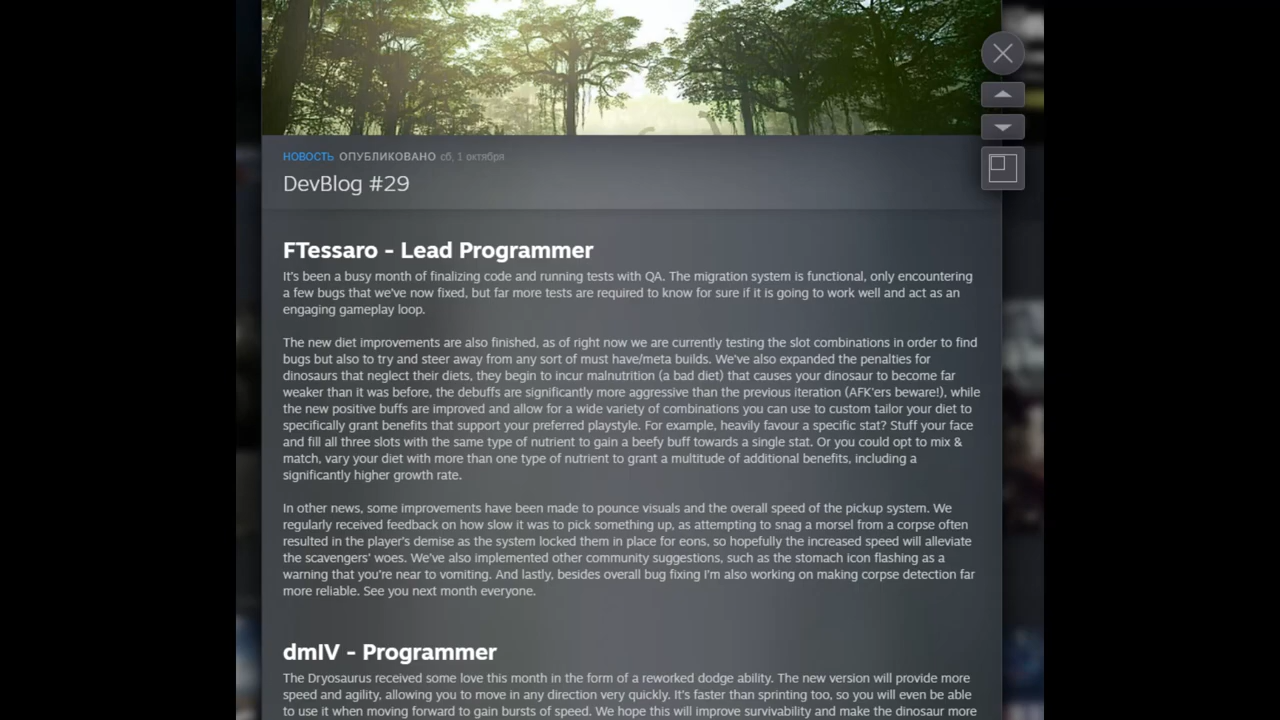 НОВОСТЬ ОПУБЛИКОВАНО сб, 1 октября
DevBlog #29
FTessaro - Lead Programmer
It's been a busy month of finalizing code and running tests with QA. The migration system is functional, only encountering
a few bugs that we've now fixed, but far more tests are required to know for sure if it is going to work well and act as an
engaging gameplay loop.
The new diet improvements are also finished, as of right now we are currently testing the slot combinations in order to find
bugs but also to try and steer away from any sort of must have/meta builds. We've also expanded the penalties for
dinosaurs that neglect their diets, they begin to incur malnutrition (a bad diet) that causes your dinosaur to become far
weaker than it was before, the debuffs are significantly more aggressive than the previous iteration (AFK'ers beware!), while
the new positive buffs are improved and allow for a wide variety of combinations you can use to custom tailor your diet to
specifically grant benefits that support your preferred playstyle. For example, heavily favour a specific stat? Stuff your face
and fill all three slots with the same type of nutrient to gain a beefy buff towards a single stat. Or you could opt to mix &
match, vary your diet with more than one type of nutrient to grant a multitude of additional benefits, including a
significantly higher growth rate.
In other news, some improvements have been made to pounce visuals and the overall speed of the pickup system. We
regularly received feedback on how slow it was to pick something up, as attempting to snag a morsel from a corpse often
resulted in the player's demise as the system locked them in place for eons, so hopefully the increased speed will alleviate
the scavengers' woes. We've also implemented other community suggestions, such as the stomach icon flashing as a
warning that you're near to vomiting. And lastly, besides overall bug fixing I'm also working on making corpse detection far
more reliable. See you next month everyone.
dmIV - Programmer
The Dryosaurus received some love this month in the form of a reworked dodge ability. The new version will provide more
speed and agility, allowing you to move in any direction very quickly. It's faster than sprinting too, so you will even be able
to use it when moving forward to gain bursts of speed. We hope this will improve survivability and make the dinosaur more